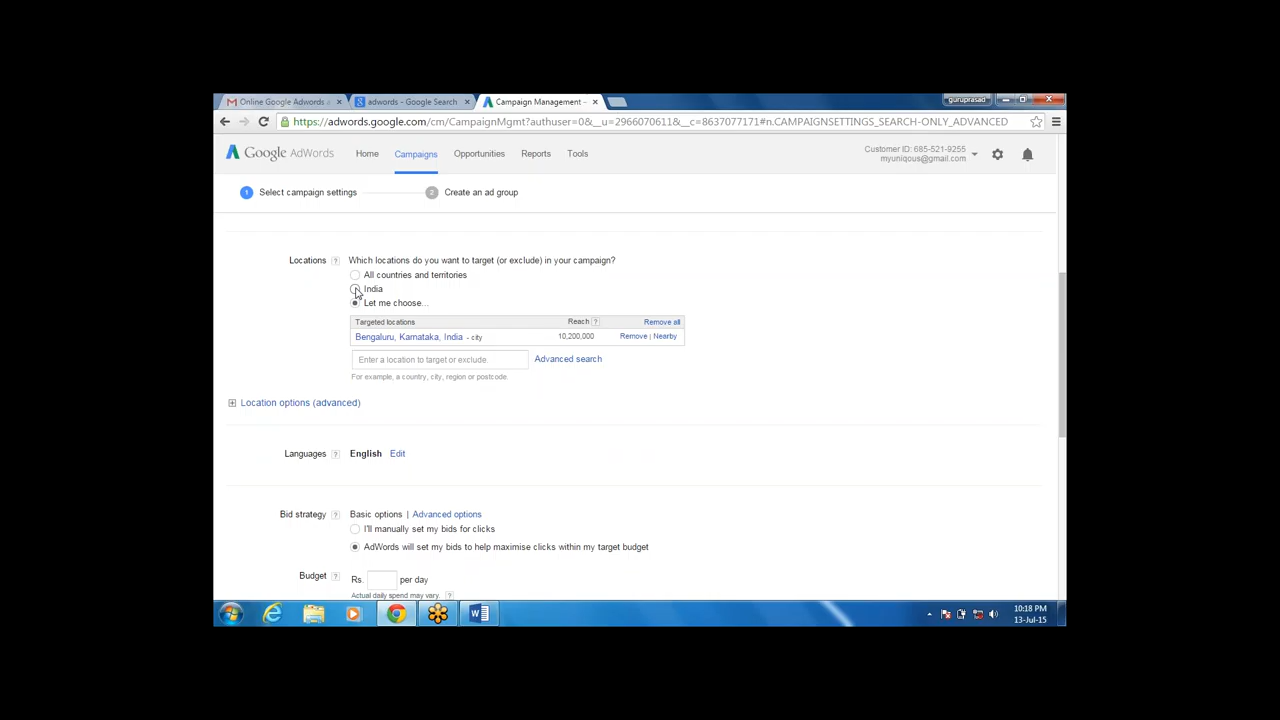 Online Google Adwords a
adwords - Google Search
Campaign Management -
guruprasad
https://adwords.google.com/cm/CampaignMgmt?authuser=0&__u=2966070611&__c=8637077171#n.CAMPAIGNSETTINGS_SEARCH-ONLY_ADVANCED
Google AdWords
Home
Campaigns
Opportunities
Reports
Tools
Customer ID: 685-521-9255
myuniqous@gmail.com
1 Select campaign settings
2 Create an ad group
Locations ? Which locations do you want to target (or exclude) in your campaign?
All countries and territories
India
Let me choose...
Targeted locations Reach ? Remove all
Bengaluru, Karnataka, India - city 10,200,000 Remove | Nearby
Enter a location to target or exclude. Advanced search
For example, a country, city, region or postcode.
Location options (advanced)
Languages ? English Edit
Bid strategy ? Basic options | Advanced options
I'll manually set my bids for clicks
AdWords will set my bids to help maximise clicks within my target budget
Budget ? Rs. per day
Actual daily spend may vary. ?
10:18 PM
13-Jul-15